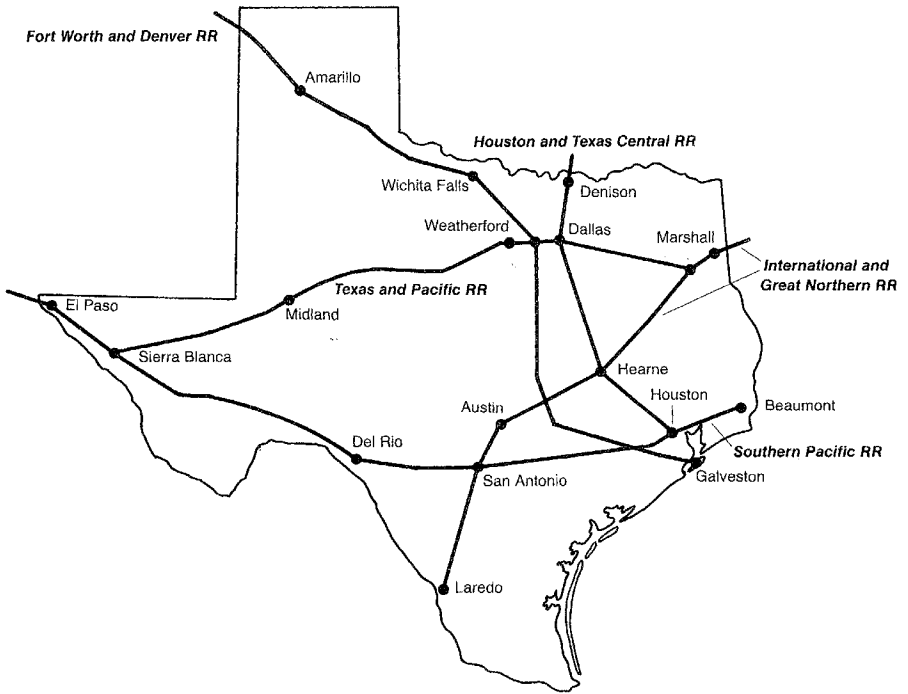 Fort Worth and Denver RR
Amarillo
Houston and Texas Central RR
Wichita Falls
Denison
Weatherford
Dallas
Marshall
International and
Great Northern RR
Texas and Pacific RR
El Paso
Midland
Sierra Blanca
Hearne
Houston
Austin
Beaumont
Del Rio
Southern Pacific RR
San Antonio
Galveston
Laredo